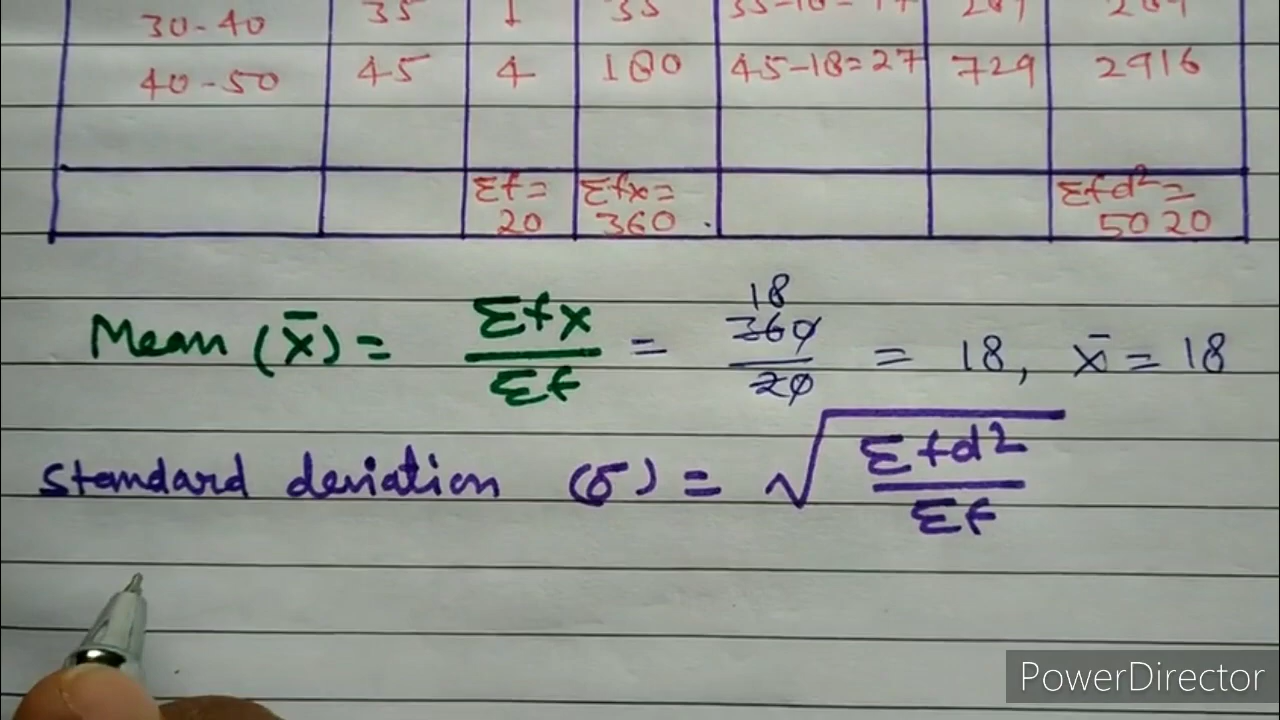 30-40 35 1 35 35-18=17 289 289
40-50 45 4 180 45-18=27 729 2916
Σf= 20 Σfx= 360 Σfd²= 5020
Mean (x̄) = Σfx / Σf = 18 360 / 20 = 18, x̄ = 18
standard deviation (σ) = √ Σfd² / Σf
PowerDirector